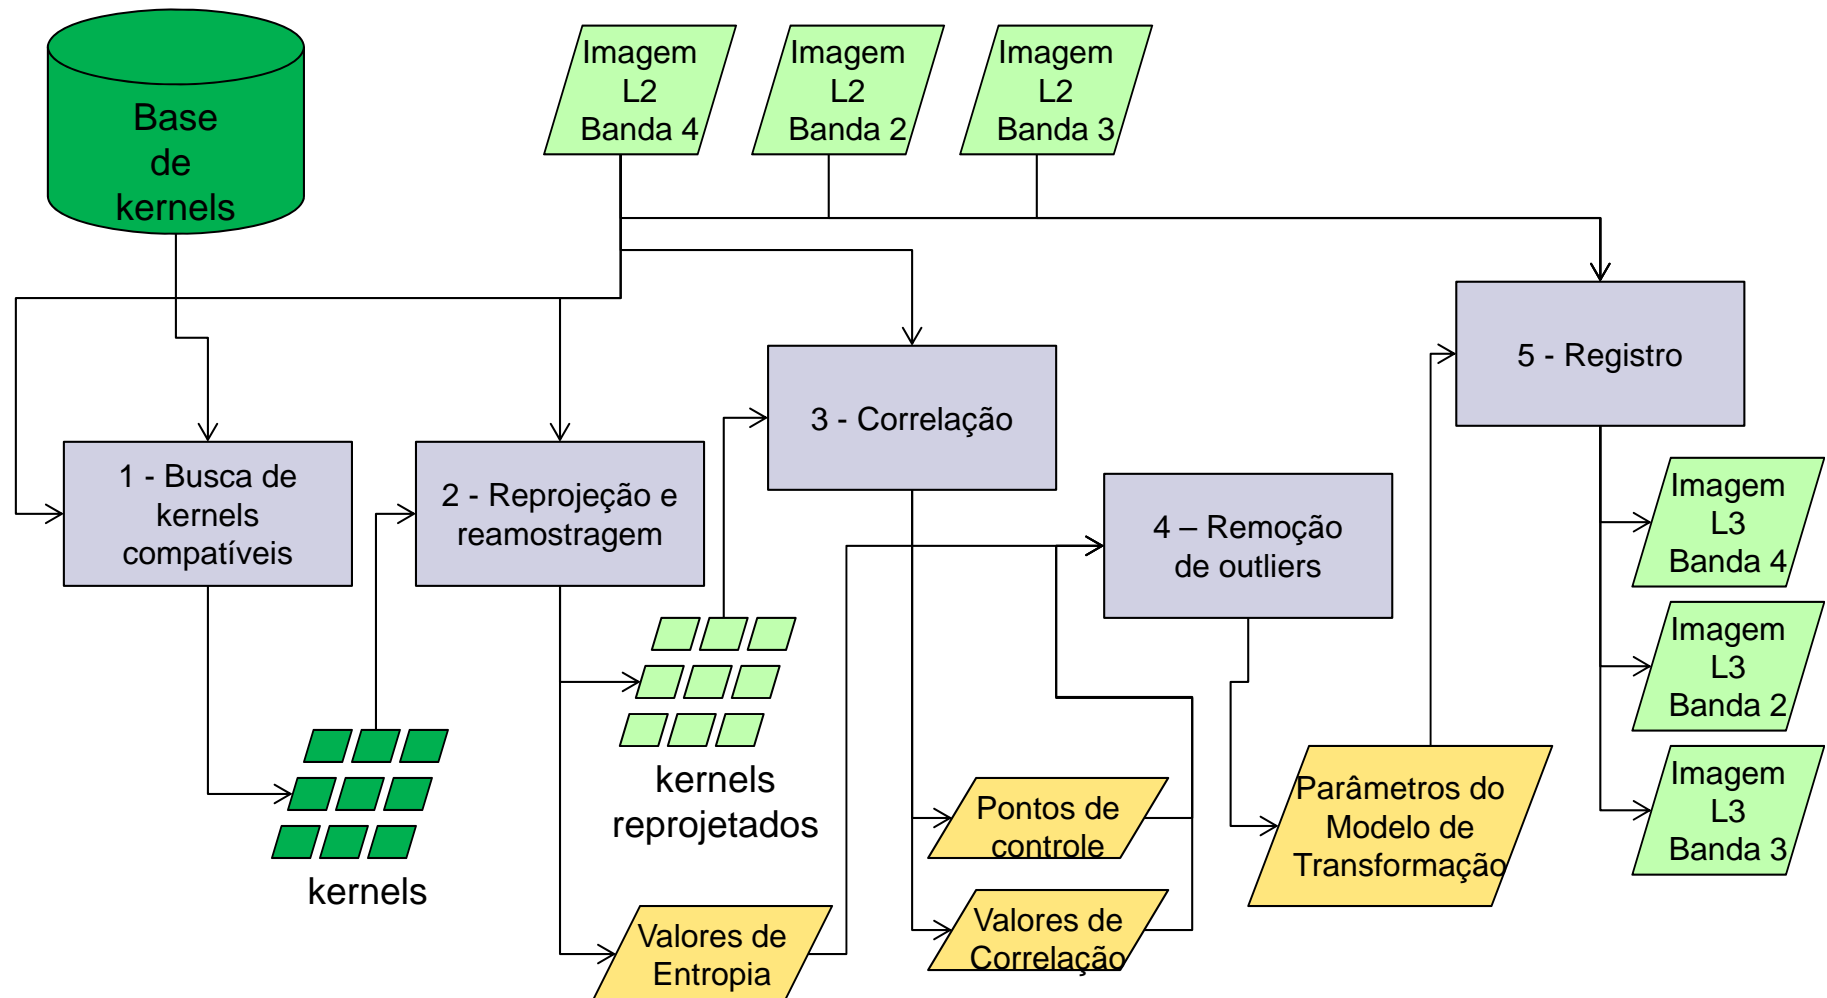 Base
de
kernels
Imagem
L2
Banda 4
Imagem
L2
Banda 2
Imagem
L2
Banda 3
1 - Busca de
kernels
compatíveis
2 - Reprojeção e
reamostragem
3 - Correlação
4 – Remoção
de outliers
5 - Registro
kernels
kernels
reprojetados
Valores de
Entropia
Pontos de
controle
Valores de
Correlação
Parâmetros do
Modelo de
Transformação
Imagem
L3
Banda 4
Imagem
L3
Banda 2
Imagem
L3
Banda 3